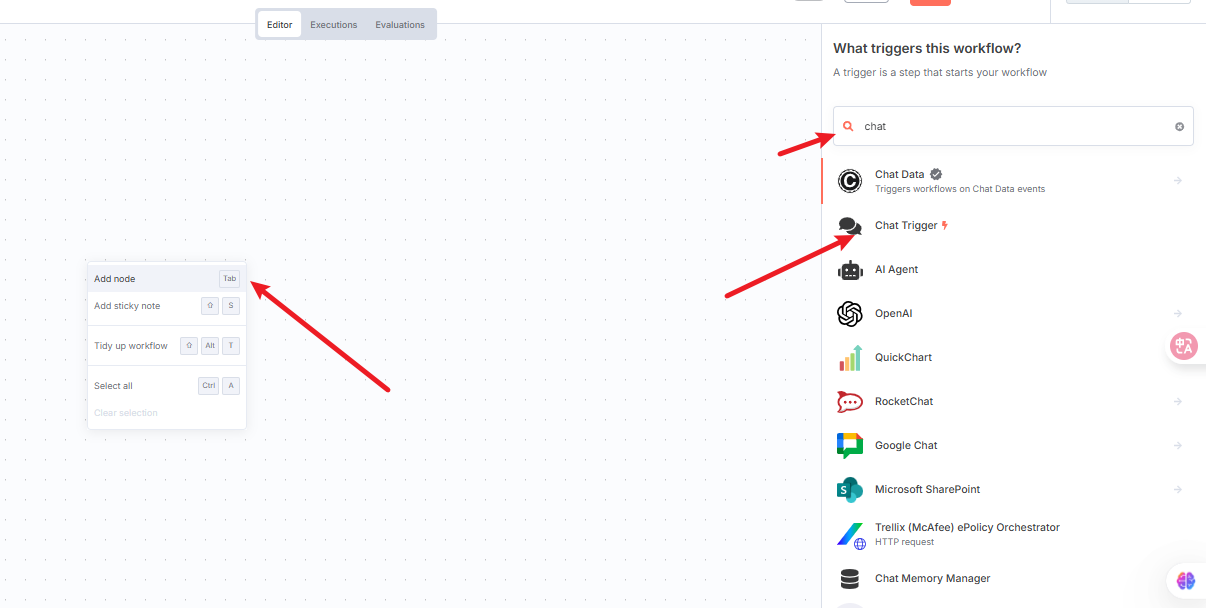 Editor
Executions
Evaluations
What triggers this workflow?
A trigger is a step that starts your workflow
chat
Chat Data
Triggers workflows on Chat Data events
Chat Trigger
AI Agent
OpenAI
QuickChart
RocketChat
Google Chat
Microsoft SharePoint
Trellix (McAfee) ePolicy Orchestrator
HTTP request
Chat Memory Manager
Add node Tab
Add sticky note ⇧ S
Tidy up workflow ⇧ Alt T
Select all Ctrl A
Clear selection
中 A